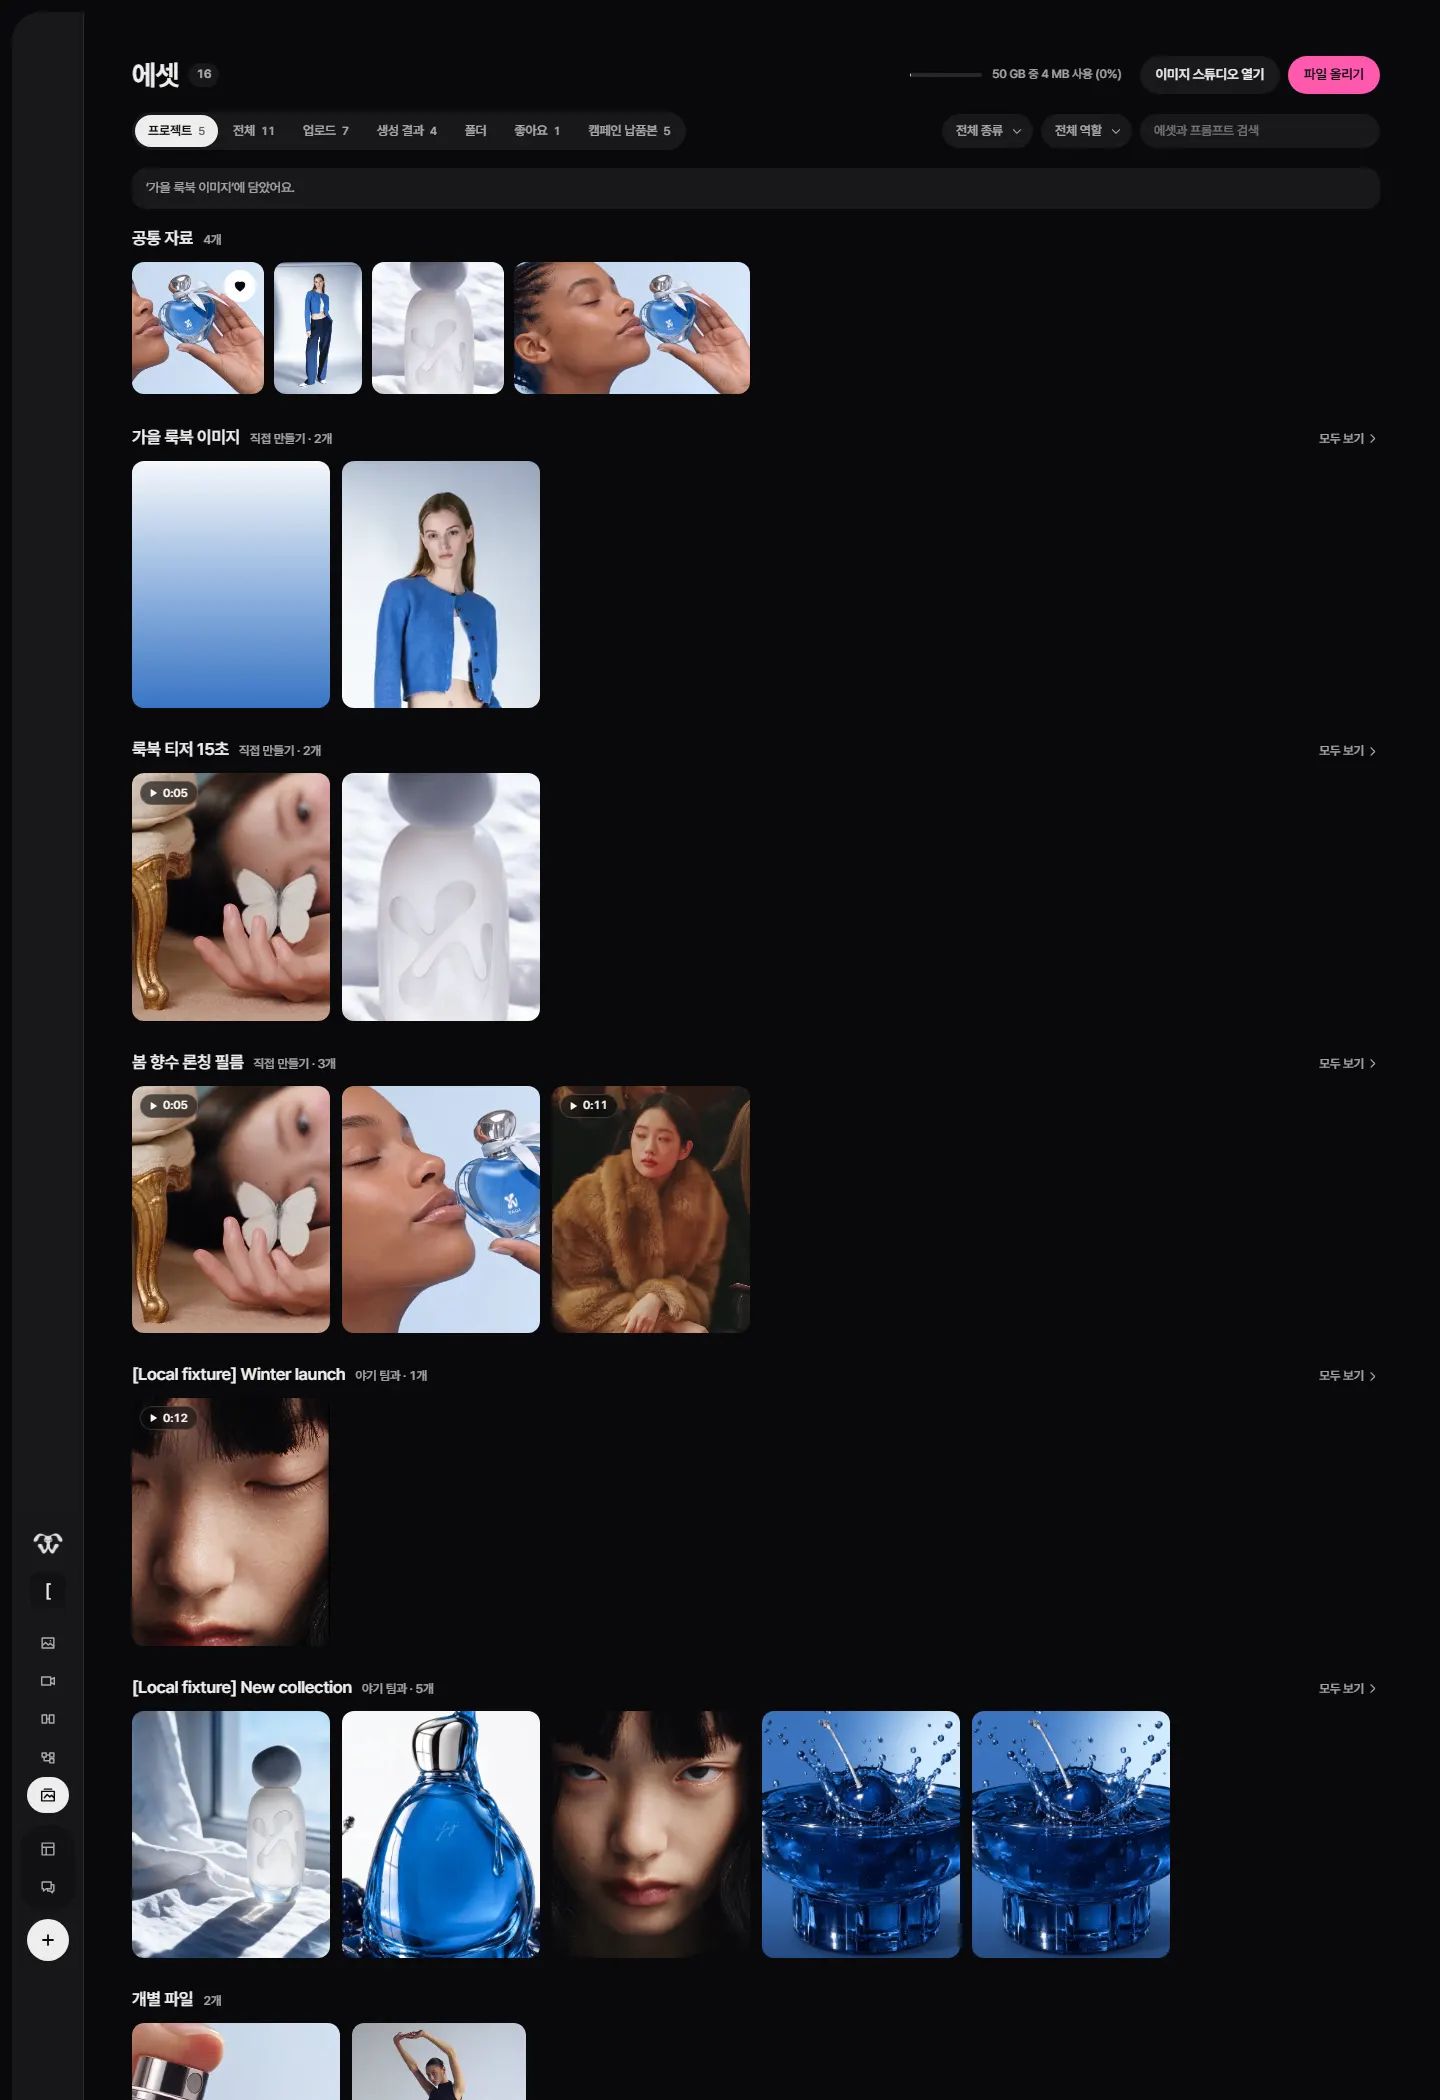 에셋 16
50 GB 중 4 MB 사용 (0%)
이미지 스튜디오 열기
파일 올리기
프로젝트 5
전체 11
업로드 7
생성 결과 4
폴더
좋아요 1
캠페인 납품본 5
전체 종류
전체 역할
에셋과 프롬프트 검색
'가을 룩북 이미지'에 담았어요.
공통 자료 4개
가을 룩북 이미지 직접 만들기 · 2개
모두 보기
룩북 티저 15초 직접 만들기 · 2개
모두 보기
0:05
봄 향수 론칭 필름 직접 만들기 · 3개
모두 보기
0:05
0:11
[Local fixture] Winter launch 야기 팀과 · 1개
모두 보기
0:12
[
[Local fixture] New collection 야기 팀과 · 5개
모두 보기
개별 파일 2개